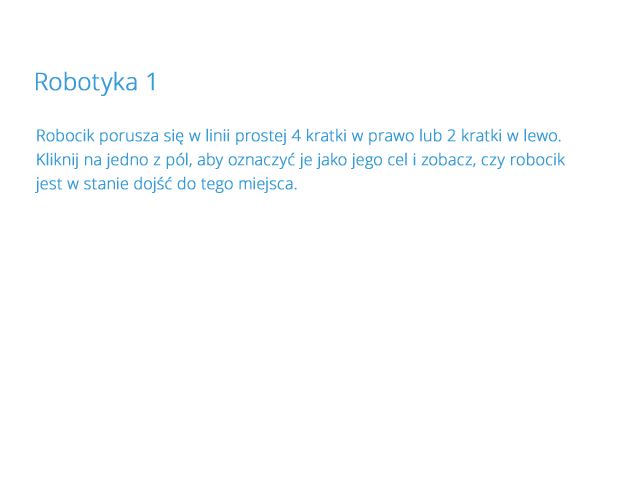 Robotyka 1
Robocik porusza się w linii prostej 4 kratki w prawo lub 2 kratki w lewo.
Kliknij na jedno z pól, aby oznaczyć je jako jego cel i zobacz, czy robocik
jest w stanie dojść do tego miejsca.